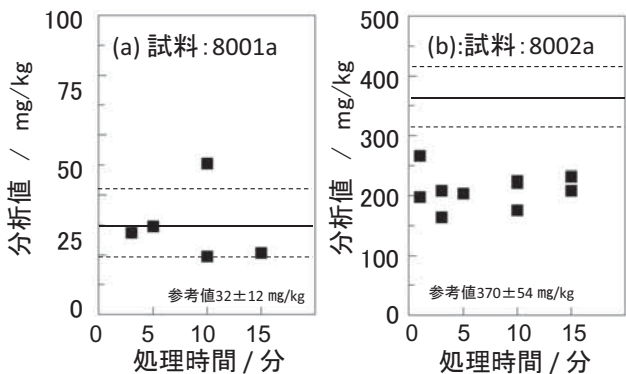 100
75
50
25
0
分析値 / mg/kg
(a) 試料:8001a
参考値32±12 mg/kg
0 5 10 15
処理時間 / 分
500
400
300
200
100
0
分析値 / mg/kg
(b):試料:8002a
参考値370±54 mg/kg
0 5 10 15
処理時間 / 分